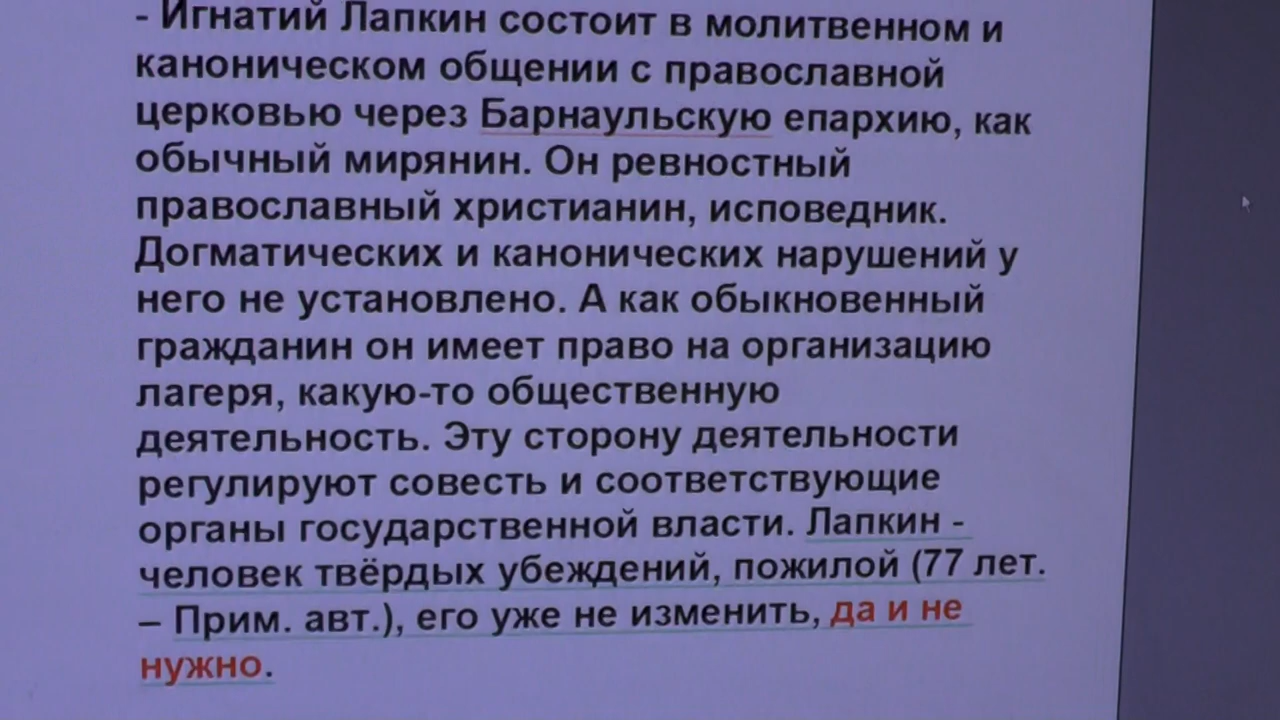 - Игнатий Лапкин состоит в молитвенном и
каноническом общении с православной
церковью через Барнаульскую епархию, как
обычный мирянин. Он ревностный
православный христианин, исповедник.
Догматических и канонических нарушений у
него не установлено. А как обыкновенный
гражданин он имеет право на организацию
лагеря, какую-то общественную
деятельность. Эту сторону деятельности
регулируют совесть и соответствующие
органы государственной власти. Лапкин -
человек твёрдых убеждений, пожилой (77 лет.
– Прим. авт.), его уже не изменить, да и не
нужно.